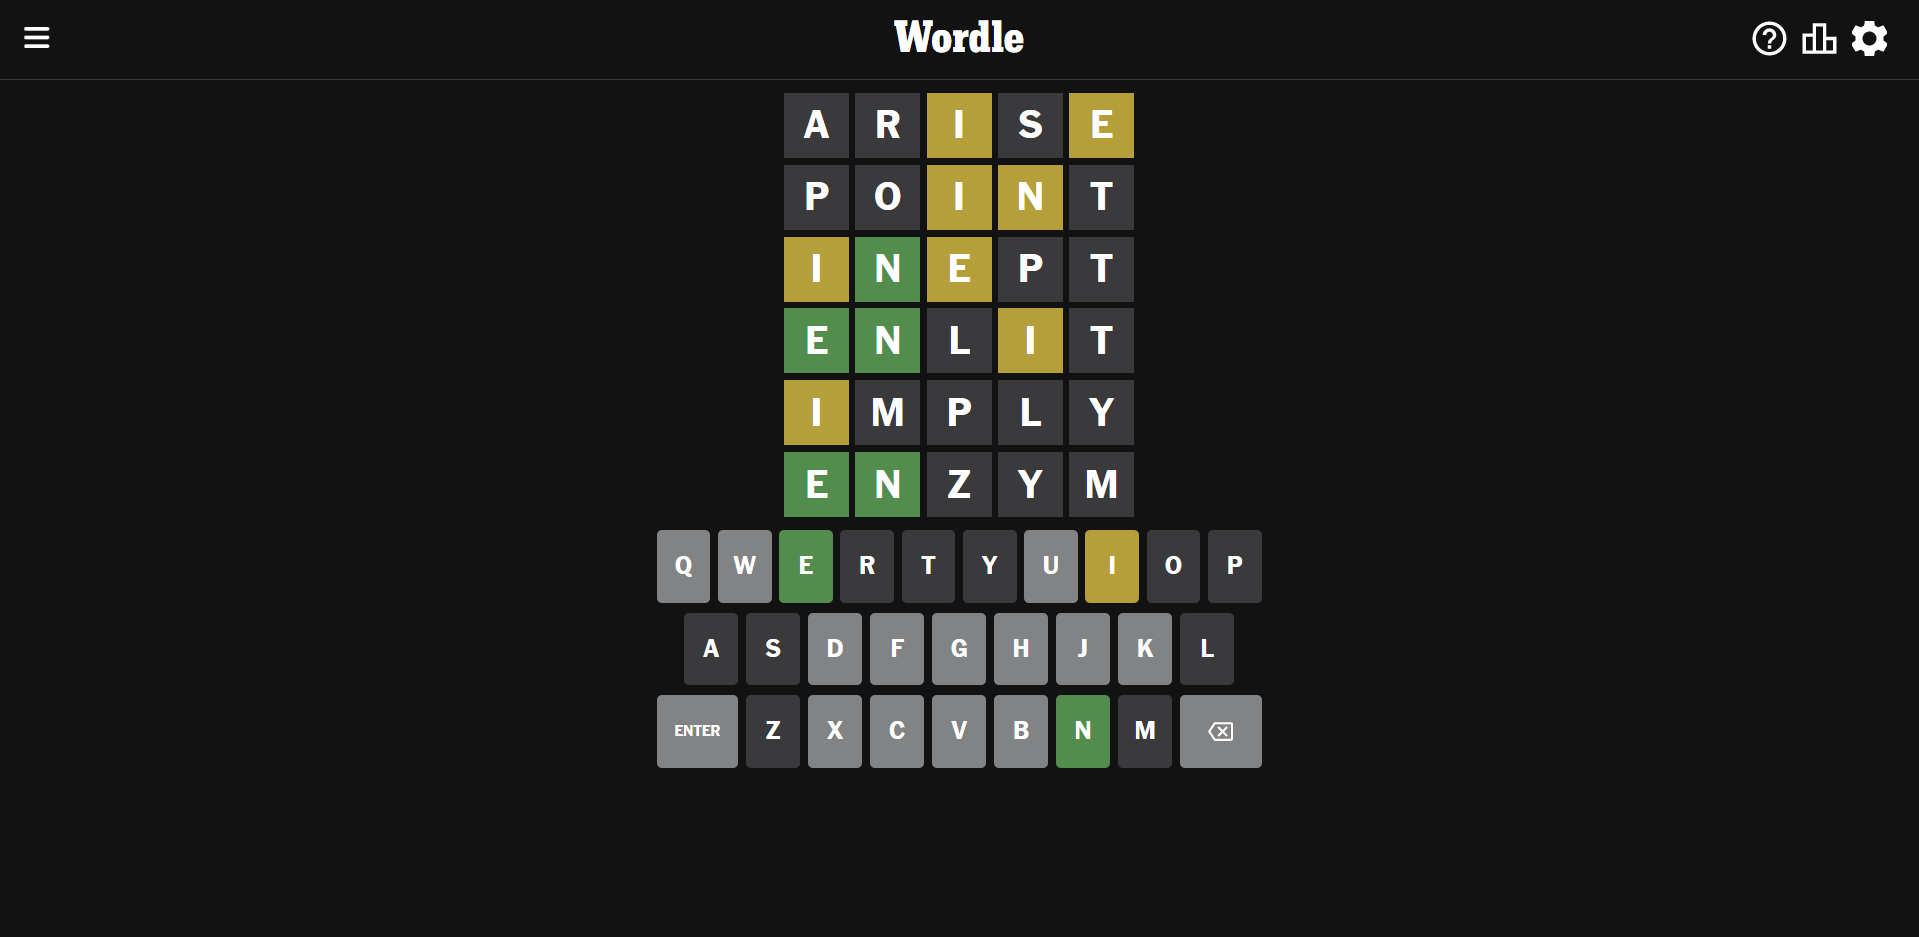 Wordle
A R I S E
P O I N T
I N E P T
E N L I T
I M P L Y
E N Z Y M
Q W E R T Y U I O P
A S D F G H J K L
ENTER Z X C V B N M